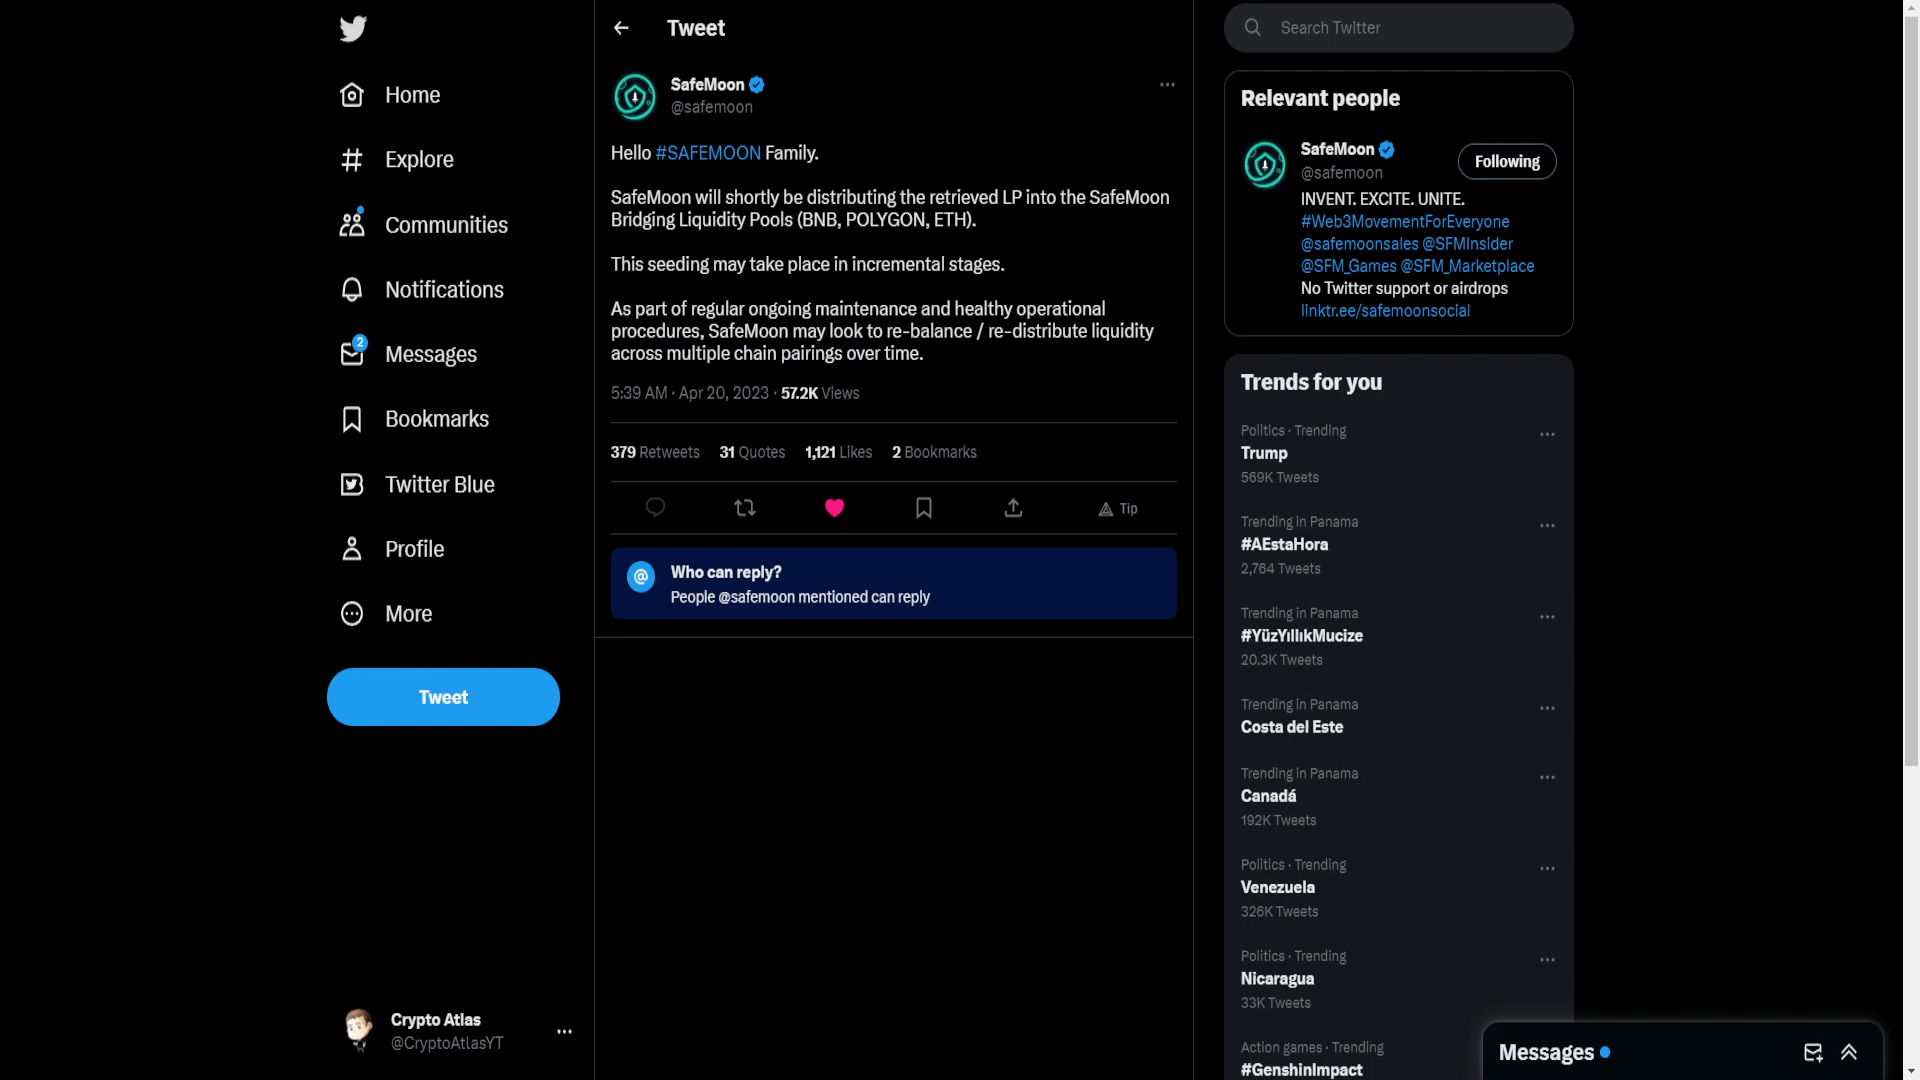 Home
Explore
Communities
Notifications
2
Messages
Bookmarks
Twitter Blue
Profile
More
Tweet
Crypto Atlas
@CryptoAtlasYT
Tweet
SafeMoon
@safemoon
Hello #SAFEMOON Family.
SafeMoon will shortly be distributing the retrieved LP into the SafeMoon
Bridging Liquidity Pools (BNB, POLYGON, ETH).
This seeding may take place in incremental stages.
As part of regular ongoing maintenance and healthy operational
procedures, SafeMoon may look to re-balance / re-distribute liquidity
across multiple chain pairings over time.
5:39 AM · Apr 20, 2023 · 57.2K Views
379 Retweets 31 Quotes 1,121 Likes 2 Bookmarks
Tip
@
Who can reply?
People @safemoon mentioned can reply
Search Twitter
Relevant people
SafeMoon
@safemoon
Following
INVENT. EXCITE. UNITE.
#Web3MovementForEveryone
@safemoonsales @SFMInsider
@SFM_Games @SFM_Marketplace
No Twitter support or airdrops
linktr.ee/safemoonsocial
Trends for you
Politics · Trending
Trump
569K Tweets
Trending in Panama
#AEstaHora
2,764 Tweets
Trending in Panama
#YüzYıllıkMucize
20.3K Tweets
Trending in Panama
Costa del Este
Trending in Panama
Canadá
192K Tweets
Politics · Trending
Venezuela
326K Tweets
Politics · Trending
Nicaragua
33K Tweets
Action games · Trending
#GenshinImpact
Messages